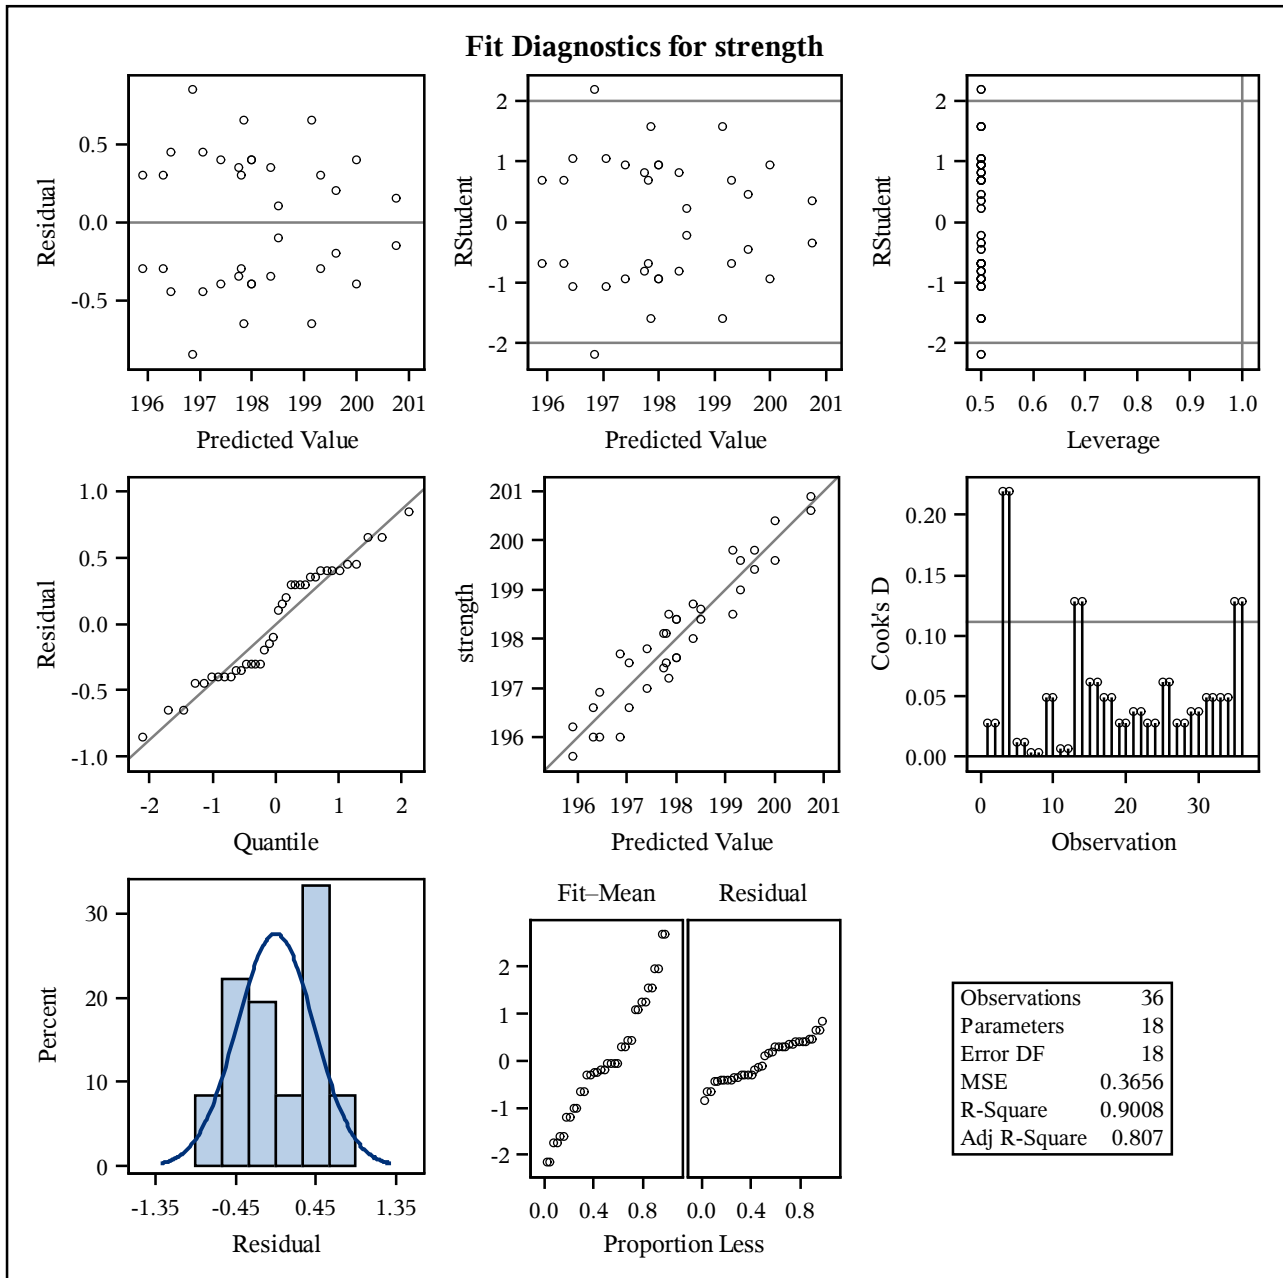 Fit Diagnostics for strength
Residual
0.5
0.0
-0.5
196 197 198 199 200 201
Predicted Value
RStudent
2
1
0
-1
-2
196 197 198 199 200 201
Predicted Value
RStudent
2
1
0
-1
-2
0.5 0.6 0.7 0.8 0.9 1.0
Leverage
Residual
1.0
0.5
0.0
-0.5
-1.0
-2 -1 0 1 2
Quantile
strength
201
200
199
198
197
196
196 197 198 199 200 201
Predicted Value
Cook's D
0.20
0.15
0.10
0.05
0.00
0 10 20 30
Observation
Percent
30
20
10
0
-1.35 -0.45 0.45 1.35
Residual
Fit–Mean Residual
2
1
0
-1
-2
0.0 0.4 0.8 0.0 0.4 0.8
Proportion Less
Observations 36
Parameters 18
Error DF 18
MSE 0.3656
R-Square 0.9008
Adj R-Square 0.807